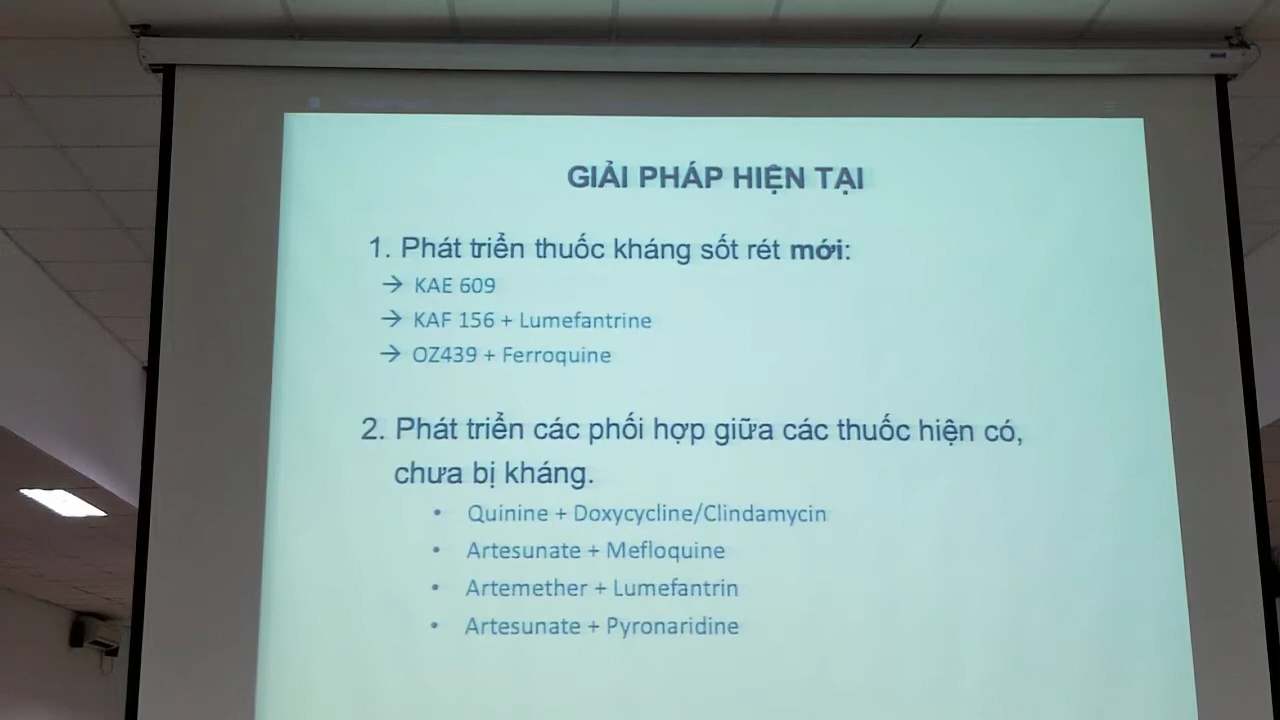 GIẢI PHÁP HIỆN TẠI
1. Phát triển thuốc kháng sốt rét mới:
→ KAE 609
→ KAF 156 + Lumefantrine
→ OZ439 + Ferroquine
2. Phát triển các phối hợp giữa các thuốc hiện có,
chưa bị kháng.
• Quinine + Doxycycline/Clindamycin
• Artesunate + Mefloquine
• Artemether + Lumefantrin
• Artesunate + Pyronaridine